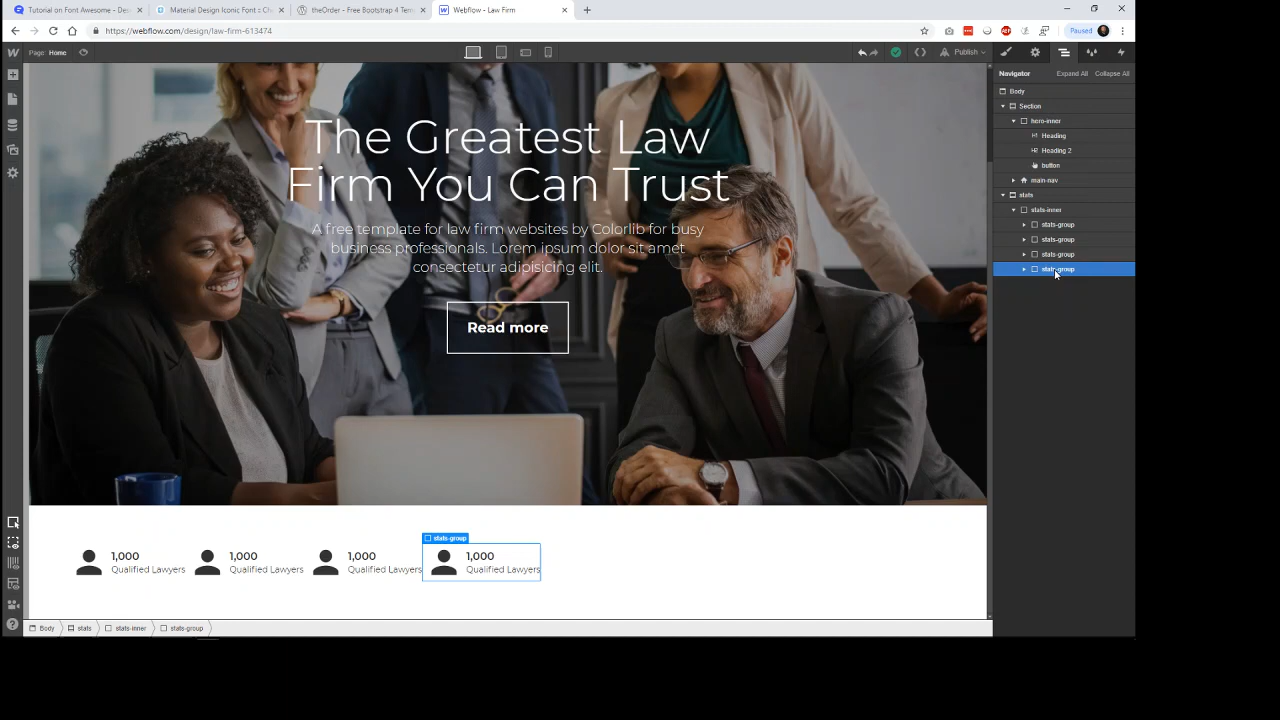 Tutorial on Font Awesome - Des
Material Design Iconic Font :: Ch
theOrder - Free Bootstrap 4 Tem
Webflow - Law Firm
https://webflow.com/design/law-firm-613474
ABP
Paused
Page: Home
Publish
Navigator
Expand All
Collapse All
Body
Section
hero-inner
H1 Heading
H2 Heading 2
button
main-nav
stats
stats-inner
stats-group
stats-group
stats-group
stats-group
The Greatest Law
Firm You Can Trust
A free template for law firm websites by Colorlib for busy
business professionals. Lorem ipsum dolor sit amet
consectetur adipisicing elit.
Read more
stats-group
1,000
Qualified Lawyers
1,000
Qualified Lawyers
1,000
Qualified Lawyers
1,000
Qualified Lawyers
Body
stats
stats-inner
stats-group